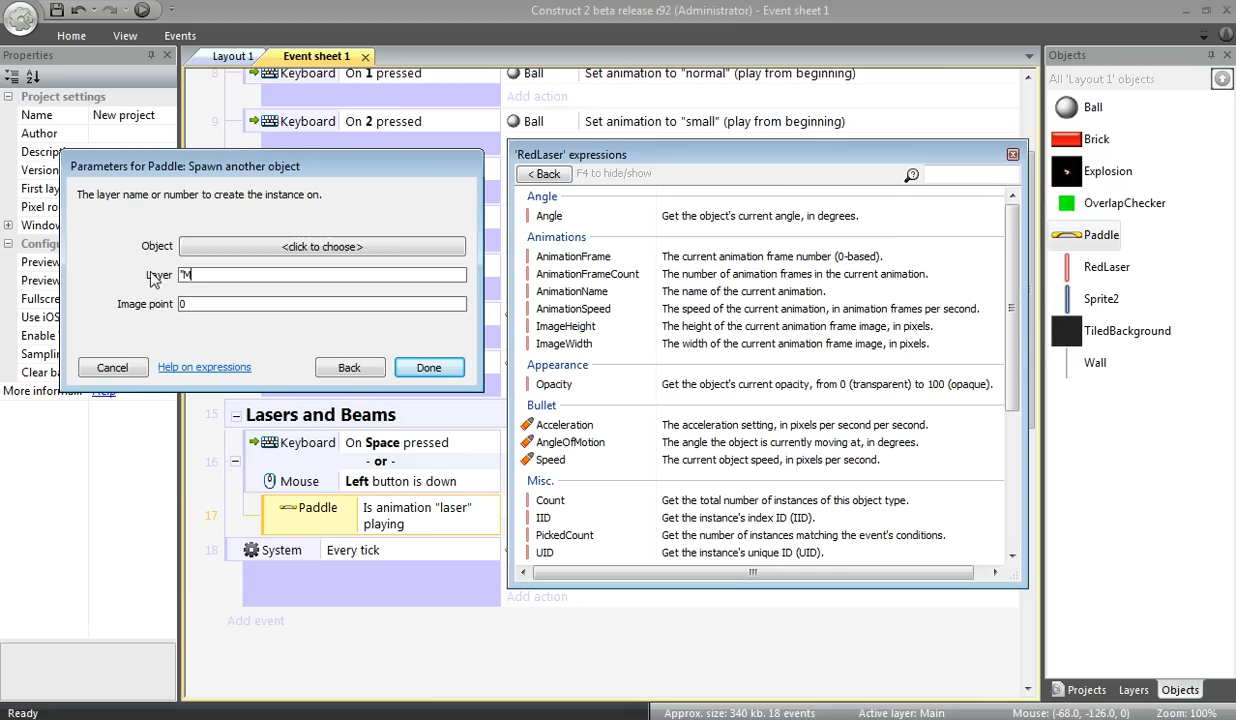 Construct 2 beta release r92 (Administrator) - Event sheet 1
Home View Events
Properties
Project settings
Name New project
Author
Descrip
Version
First lay
Pixel ro
Windov
Configu
Preview
Preview
Fullscre
Use iOS
Enable
Samplin
Clear ba
More informa... Help
Layout 1 Event sheet 1
8 Keyboard On 1 pressed Ball Set animation to "normal" (play from beginning)
Add action
9 Keyboard On 2 pressed Ball Set animation to "small" (play from beginning)
Parameters for Paddle: Spawn another object
The layer name or number to create the instance on.
Object <click to choose>
Layer "M
Image point 0
Cancel Help on expressions Back Done
15 Lasers and Beams
16 Keyboard On Space pressed
- or -
Mouse Left button is down
17 Paddle Is animation "laser" playing
18 System Every tick
Add action
Add event
'RedLaser' expressions
< Back F4 to hide/show
Angle
Angle Get the object's current angle, in degrees.
Animations
AnimationFrame The current animation frame number (0-based).
AnimationFrameCount The number of animation frames in the current animation.
AnimationName The name of the current animation.
AnimationSpeed The speed of the current animation, in animation frames per second.
ImageHeight The height of the current animation frame image, in pixels.
ImageWidth The width of the current animation frame image, in pixels.
Appearance
Opacity Get the object's current opacity, from 0 (transparent) to 100 (opaque).
Bullet
Acceleration The acceleration setting, in pixels per second per second.
AngleOfMotion The angle the object is currently moving at, in degrees.
Speed The current object speed, in pixels per second.
Misc.
Count Get the total number of instances of this object type.
IID Get the instance's index ID (IID).
PickedCount Get the number of instances matching the event's conditions.
UID Get the instance's unique ID (UID).
Objects
All 'Layout 1' objects
Ball
Brick
Explosion
OverlapChecker
Paddle
RedLaser
Sprite2
TiledBackground
Wall
Projects Layers Objects
Ready Approx. size: 340 kb. 18 events Active layer: Main Mouse: (-68.0, -126.0, 0) Zoom: 100%